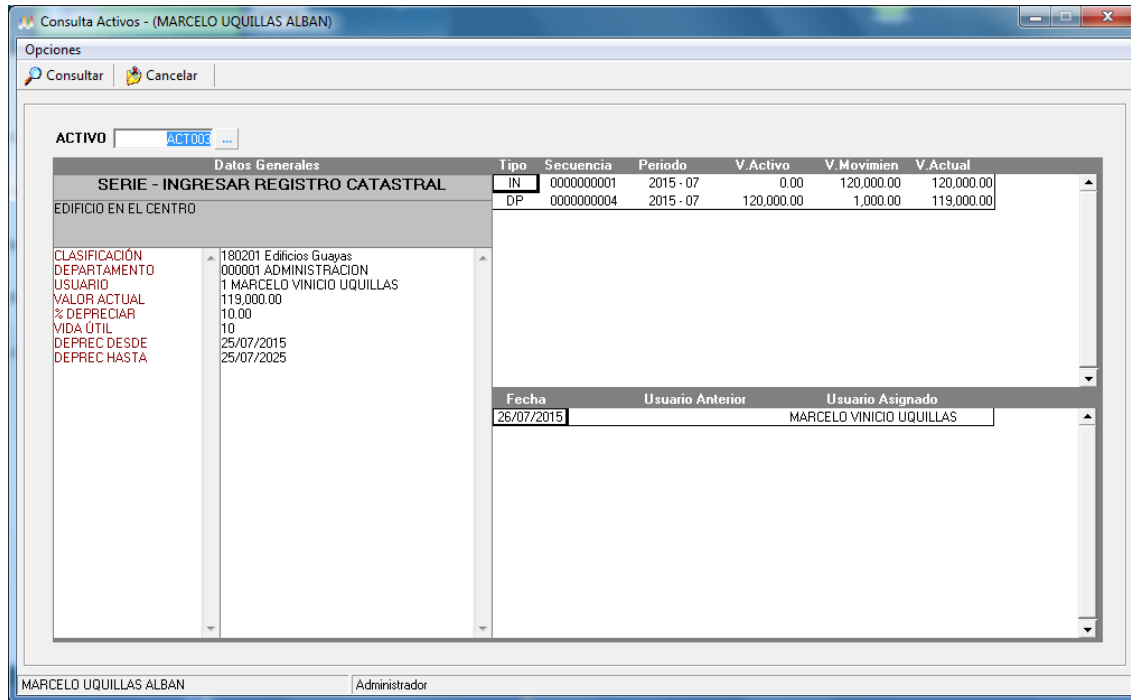 Consulta Activos - (MARCELO UQUILLAS ALBAN)
Opciones
Consultar Cancelar
ACTIVO ACT003 ...
Datos Generales
SERIE - INGRESAR REGISTRO CATASTRAL
EDIFICIO EN EL CENTRO
CLASIFICACIÓN 180201 Edificios Guayas
DEPARTAMENTO 000001 ADMINISTRACION
USUARIO 1 MARCELO VINICIO UQUILLAS
VALOR ACTUAL 119,000.00
% DEPRECIAR 10.00
VIDA ÚTIL 10
DEPREC DESDE 25/07/2015
DEPREC HASTA 25/07/2025
Tipo Secuencia Periodo V.Activo V.Movimien V.Actual
IN 0000000001 2015 - 07 0.00 120,000.00 120,000.00
DP 0000000004 2015 - 07 120,000.00 1,000.00 119,000.00
Fecha Usuario Anterior Usuario Asignado
26/07/2015 MARCELO VINICIO UQUILLAS
MARCELO UQUILLAS ALBAN Administrador